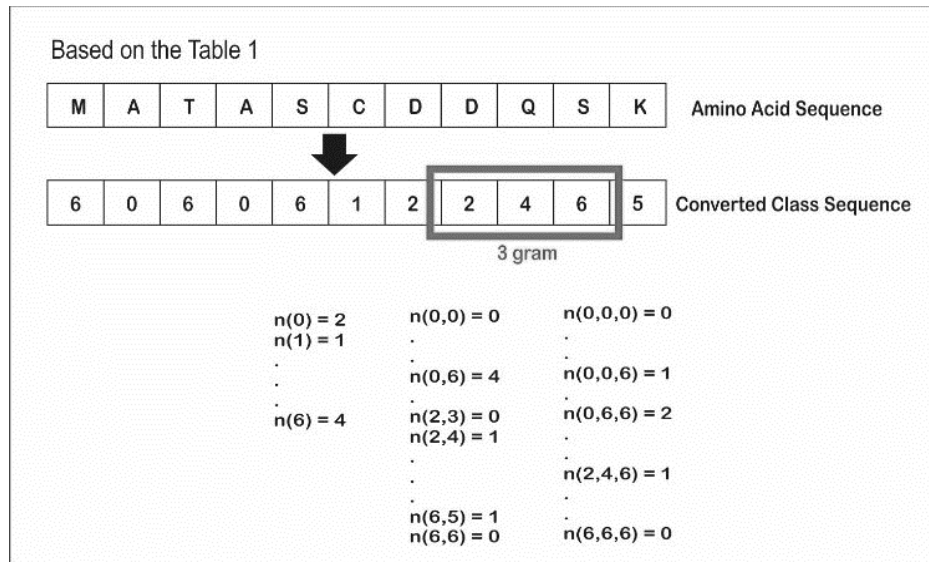 Based on the Table 1
M A T A S C D D Q S K Amino Acid Sequence
6 0 6 0 6 1 2 2 4 6 5 Converted Class Sequence
3 gram
n(0) = 2
n(1) = 1
.
.
.
n(6) = 4
n(0,0) = 0
.
.
n(0,6) = 4
.
n(2,3) = 0
n(2,4) = 1
.
.
.
n(6,5) = 1
n(6,6) = 0
n(0,0,0) = 0
.
.
n(0,0,6) = 1
.
n(0,6,6) = 2
.
.
n(2,4,6) = 1
.
.
n(6,6,6) = 0